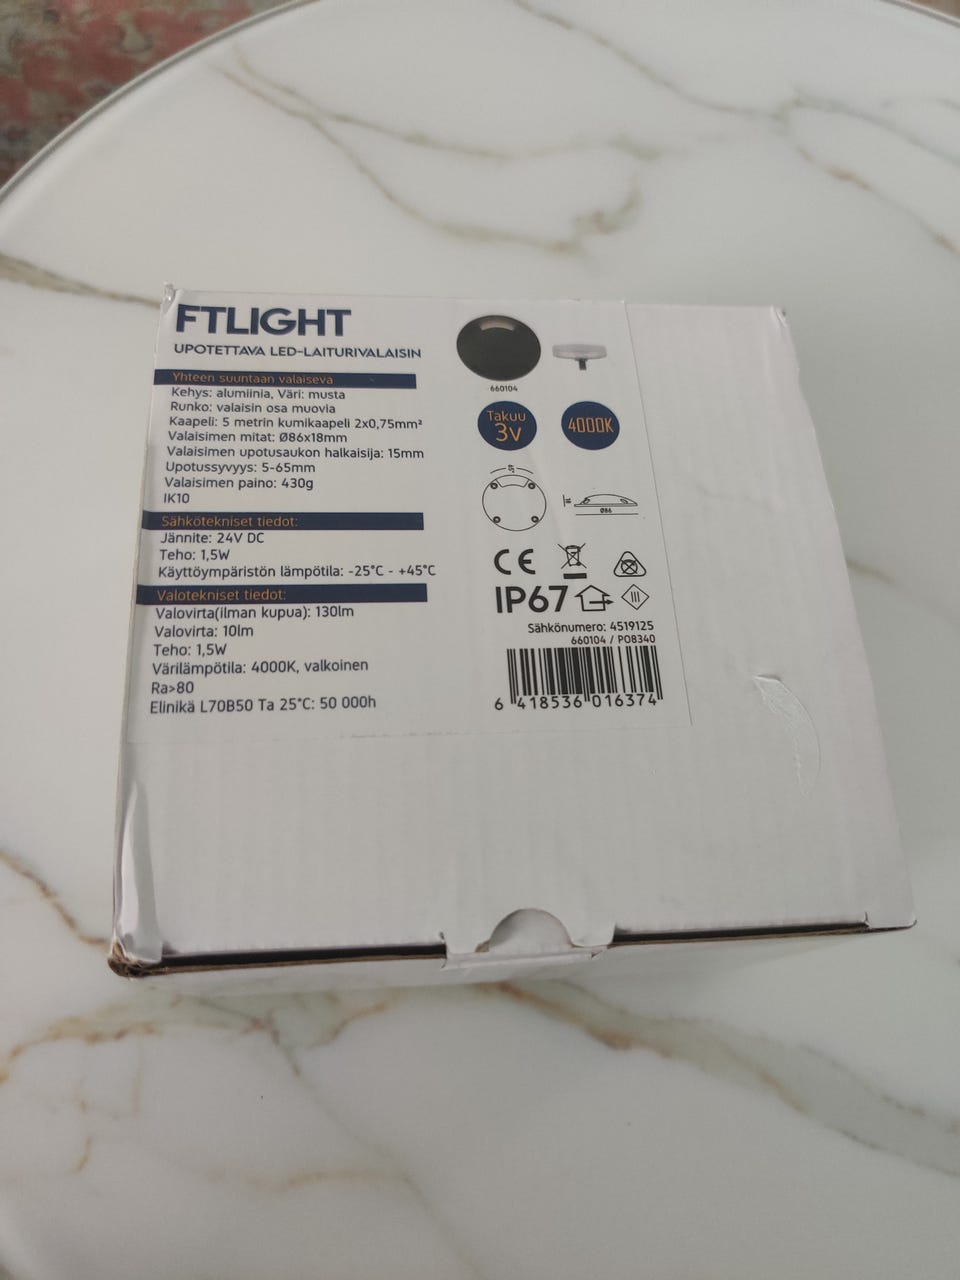 FTLIGHT
UPOTETTAVA LED-LAITURIVALAISIN
Yhteen suuntaan valaiseva
Kehys: alumiinia, Väri: musta
Runko: valaisin osa muovia
Kaapeli: 5 metrin kumikaapeli 2x0,75mm²
Valaisimen mitat: Ø86x18mm
Valaisimen upotusaukon halkaisija: 15mm
Upotussyvyys: 5-65mm
Valaisimen paino: 430g
IK10
Sähkötekniset tiedot:
Jännite: 24V DC
Teho: 1,5W
Käyttöympäristön lämpötila: -25°C - +45°C
Valotekniset tiedot:
Valovirta(ilman kupua): 130lm
Valovirta: 10lm
Teho: 1,5W
Värilämpötila: 4000K, valkoinen
Ra>80
Elinikä L70B50 Ta 25°C: 50 000h
660104
Takuu
3v
4000K
Ø86
CE
IP67
III
Sähkönumero: 4519125
660104 / PO8340
6 418536 016374